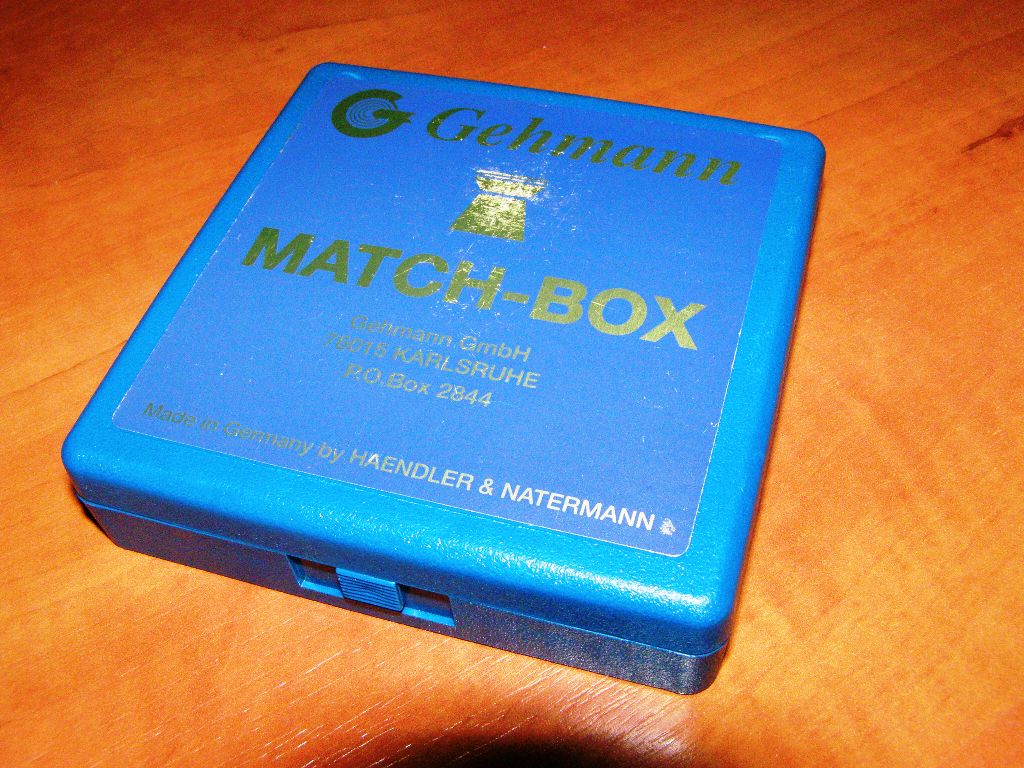 G Gehmann
MATCH-BOX
Gehmann GmbH
76015 KARLSRUHE
P.O.Box 2844
Made in Germany by HAENDLER & NATERMANN